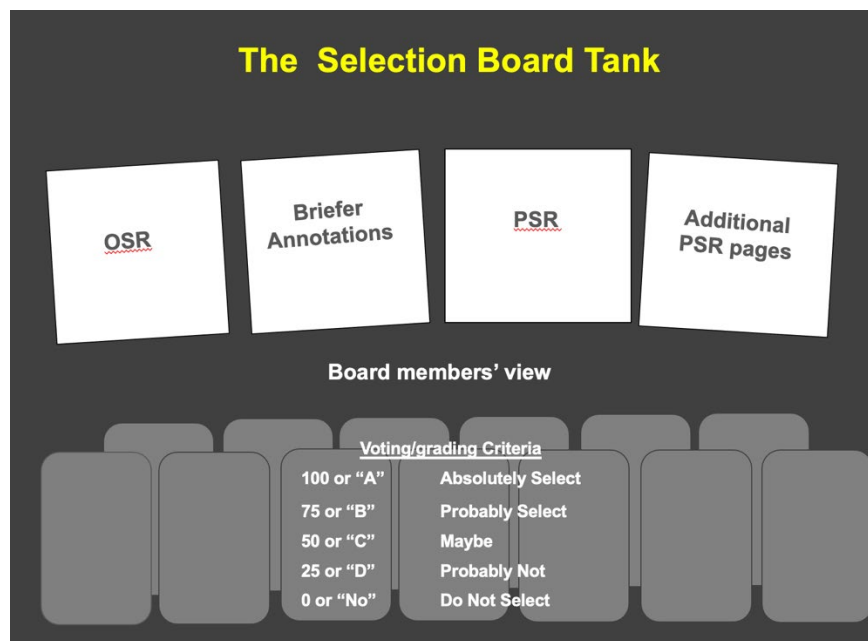 The Selection Board Tank
OSR
Briefer
Annotations
PSR
Additional
PSR pages
Board members’ view
Voting/grading Criteria
100 or “A” Absolutely Select
75 or “B” Probably Select
50 or “C” Maybe
25 or “D” Probably Not
0 or “No” Do Not Select